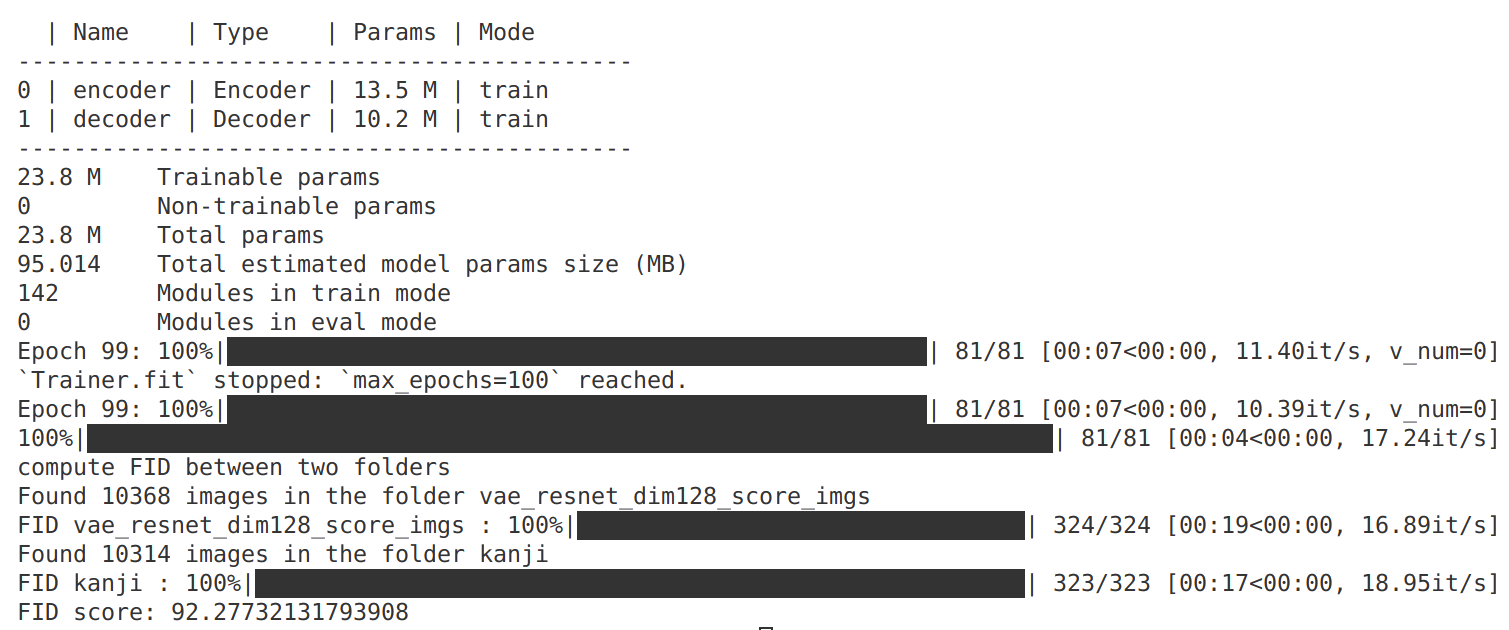 | Name    | Type    | Params | Mode
--------------------------------------------
0 | encoder | Encoder | 13.5 M | train
1 | decoder | Decoder | 10.2 M | train
--------------------------------------------
23.8 M    Trainable params
0         Non-trainable params
23.8 M    Total params
95.014    Total estimated model params size (MB)
142       Modules in train mode
0         Modules in eval mode
Epoch 99: 100%|██████████████████████████████████████████████████| 81/81 [00:07<00:00, 11.40it/s, v_num=0]
`Trainer.fit` stopped: `max_epochs=100` reached.
Epoch 99: 100%|██████████████████████████████████████████████████| 81/81 [00:07<00:00, 10.39it/s, v_num=0]
100%|█████████████████████████████████████████████████████████████████████| 81/81 [00:04<00:00, 17.24it/s]
compute FID between two folders
Found 10368 images in the folder vae_resnet_dim128_score_imgs
FID vae_resnet_dim128_score_imgs : 100%|████████████████████████████████| 324/324 [00:19<00:00, 16.89it/s]
Found 10314 images in the folder kanji
FID kanji : 100%|███████████████████████████████████████████████████████| 323/323 [00:17<00:00, 18.95it/s]
FID score: 92.27732131793908